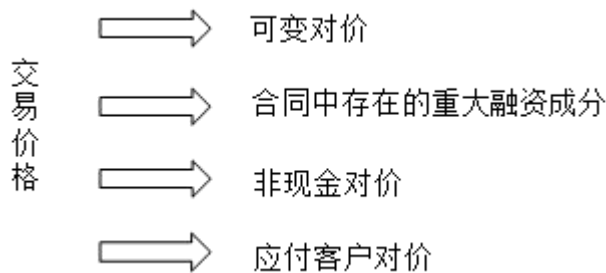 交易价格
可变对价
合同中存在的重大融资成分
非现金对价
应付客户对价